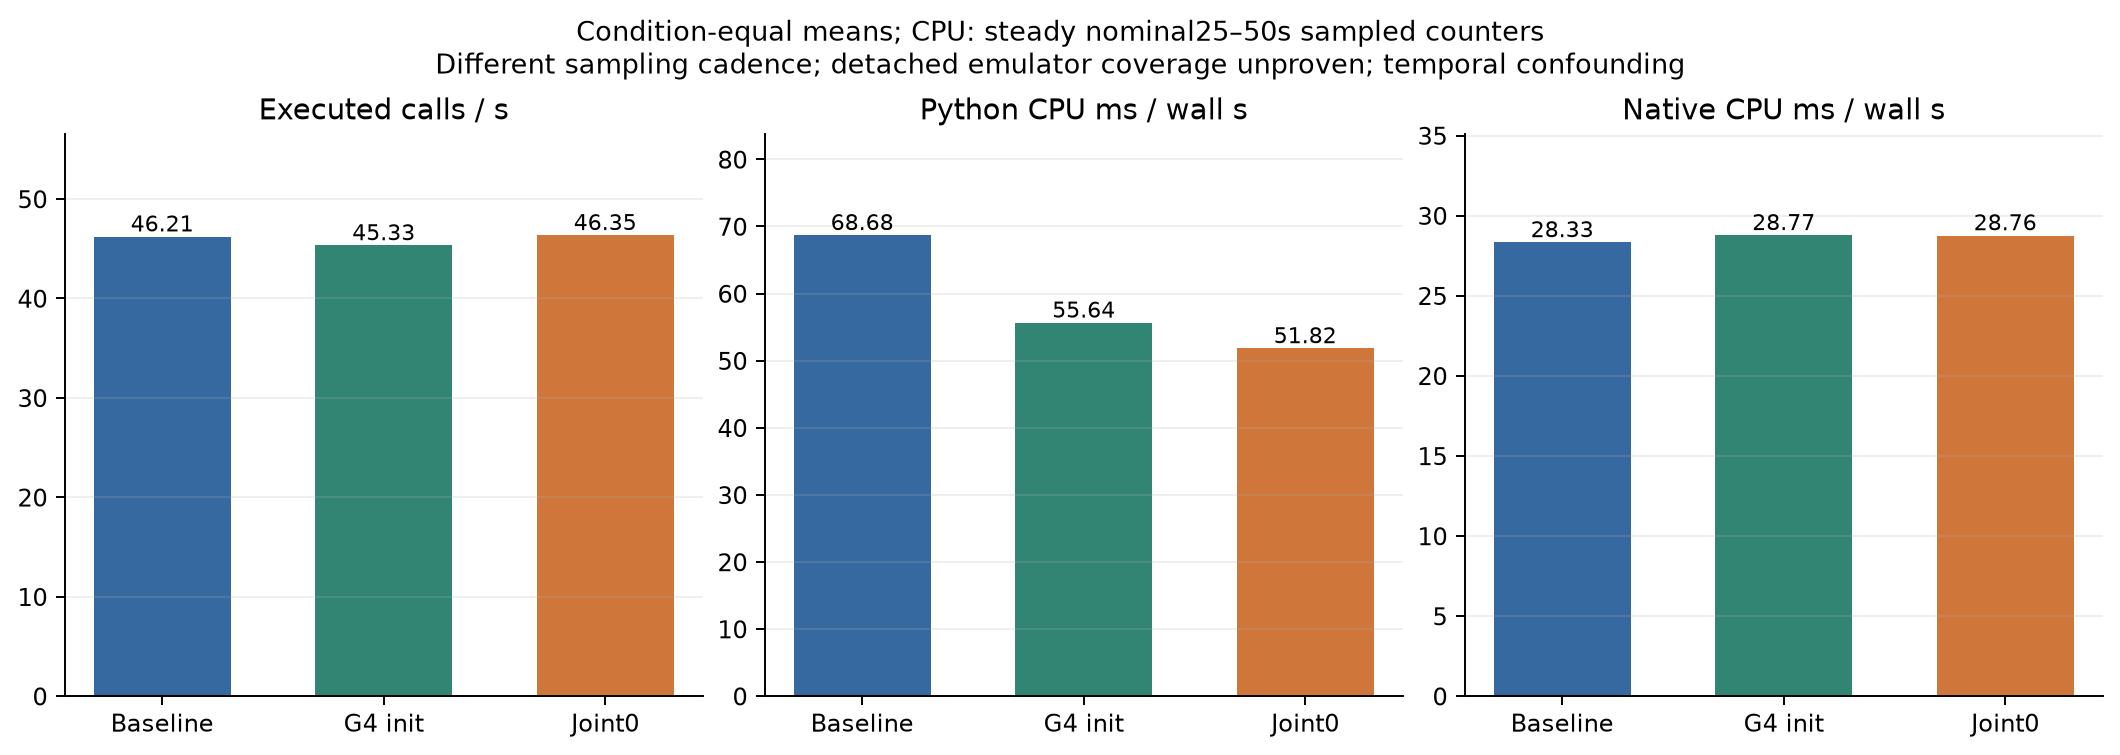 Condition-equal means; CPU: steady nominal25–50s sampled counters
Different sampling cadence; detached emulator coverage unproven; temporal confounding
Executed calls / s
50
40
30
20
10
0
46.21
45.33
46.35
Baseline
G4 init
Joint0
Python CPU ms / wall s
80
70
60
50
40
30
20
10
0
68.68
55.64
51.82
Baseline
G4 init
Joint0
Native CPU ms / wall s
35
30
25
20
15
10
5
0
28.33
28.77
28.76
Baseline
G4 init
Joint0